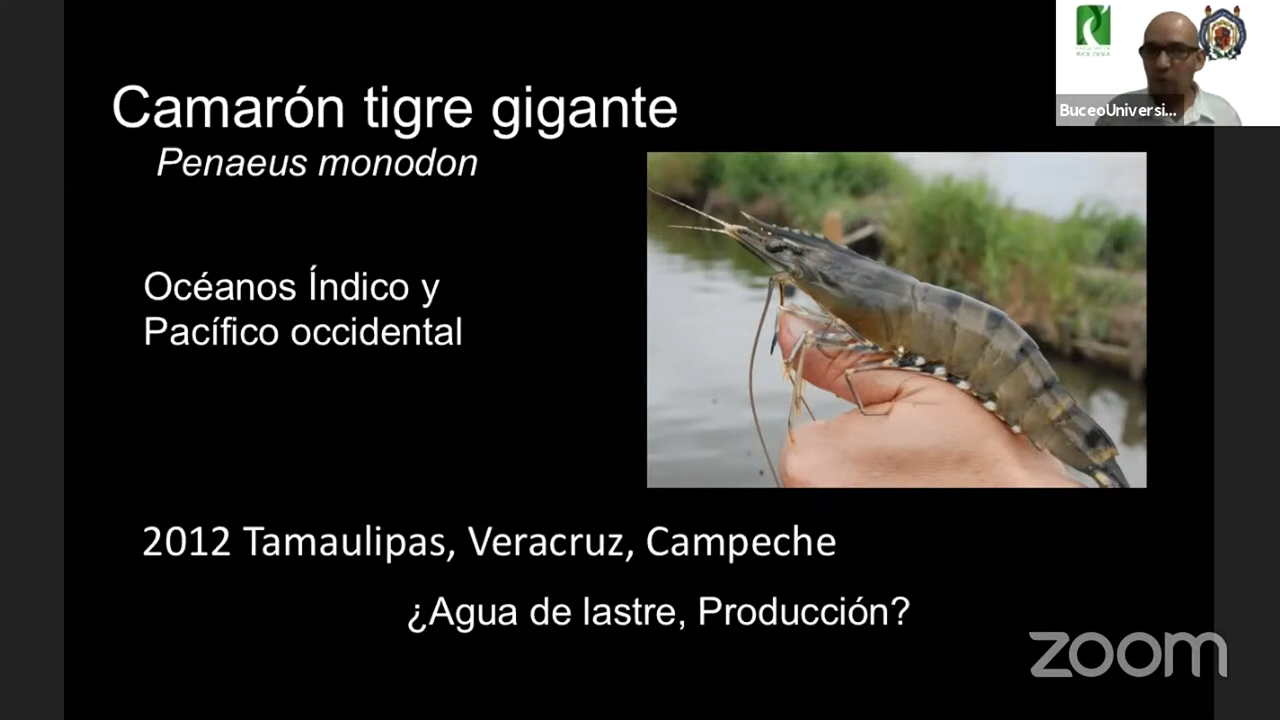 Camarón tigre gigante
Penaeus monodon
Océanos Índico y
Pacífico occidental
2012 Tamaulipas, Veracruz, Campeche
¿Agua de lastre, Producción?
BuceoUniversi...
zoom